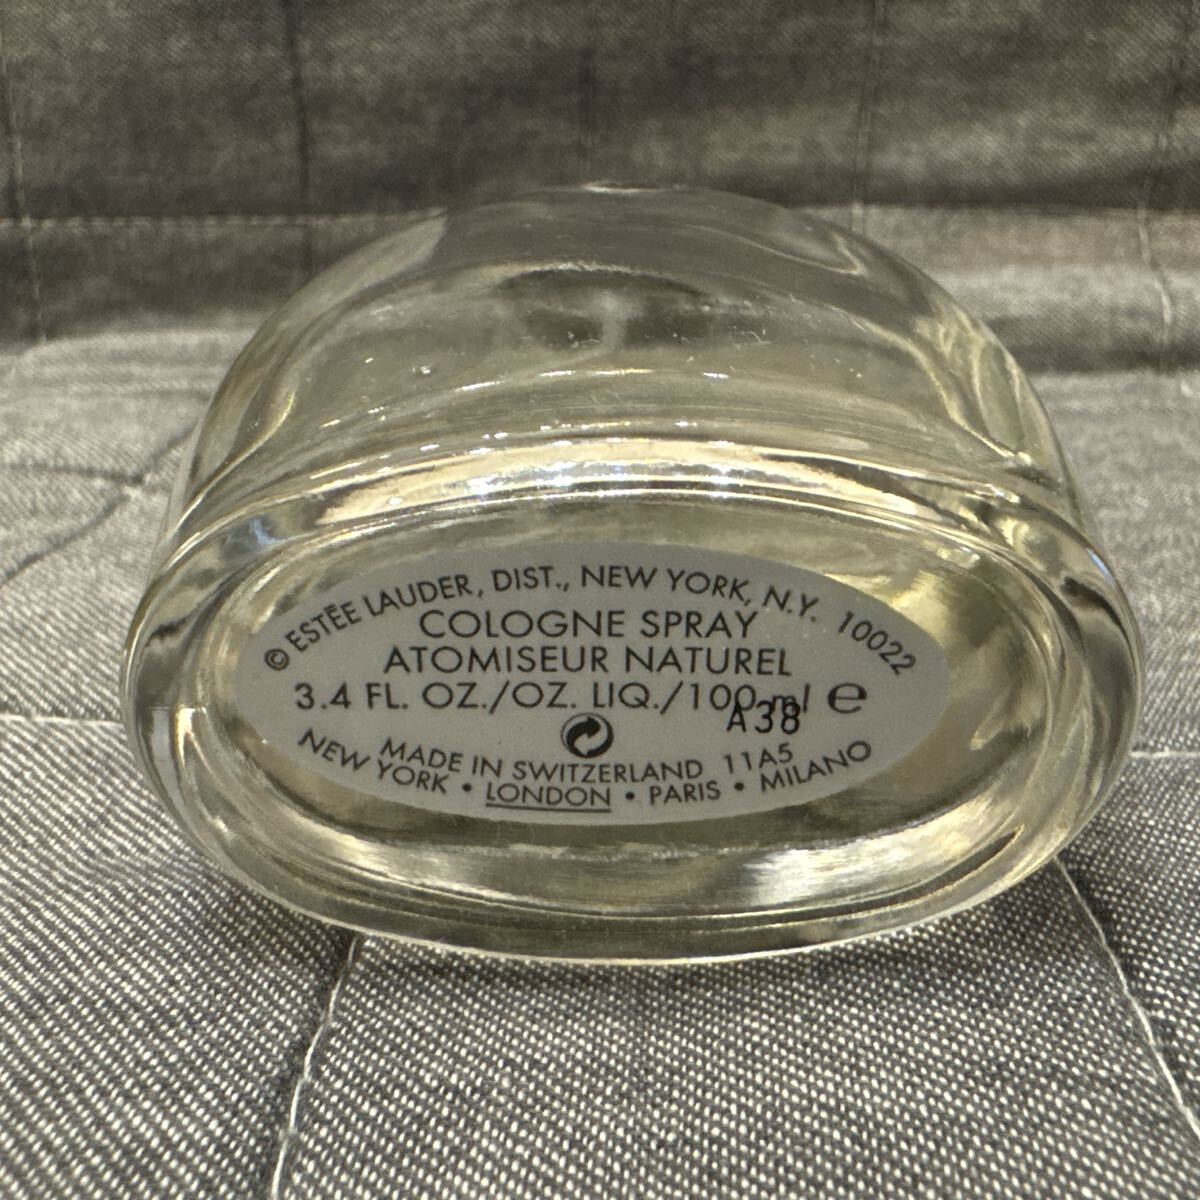 © ESTĒE LAUDER, DIST., NEW YORK, N.Y. 10022
COLOGNE SPRAY
ATOMISEUR NATUREL
3.4 FL. OZ./OZ. LIQ./100 ml e
A38
MADE IN SWITZERLAND 11A5
NEW YORK • LONDON • PARIS • MILANO